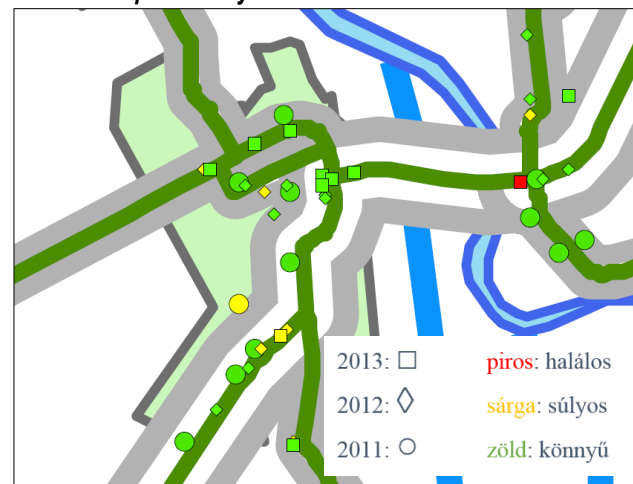 2013: □ piros: halálos
2012: ◊ sárga: súlyos
2011: ○ zöld: könnyű